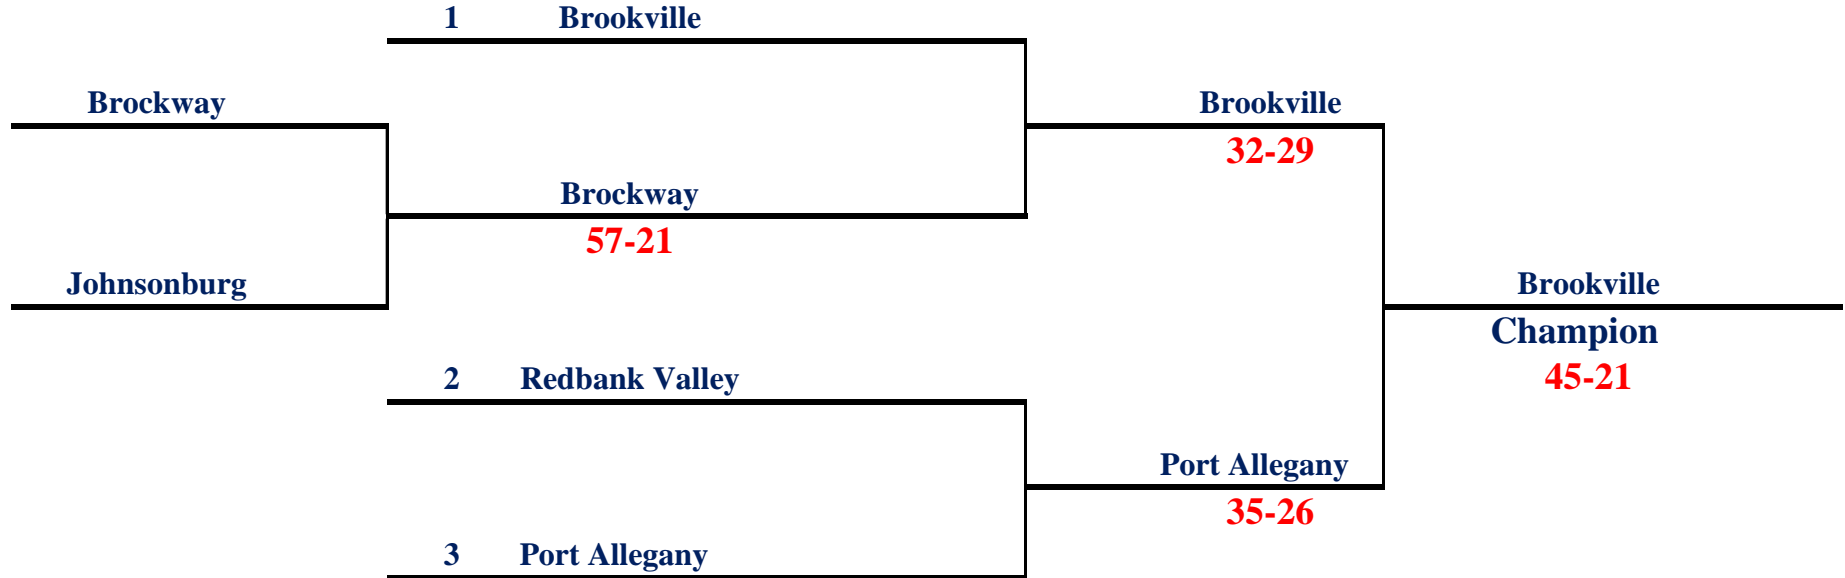 1 Brookville
Brockway
Brookville
32-29
Brockway
57-21
Johnsonburg
Brookville
Champion
45-21
2 Redbank Valley
Port Allegany
35-26
3 Port Allegany